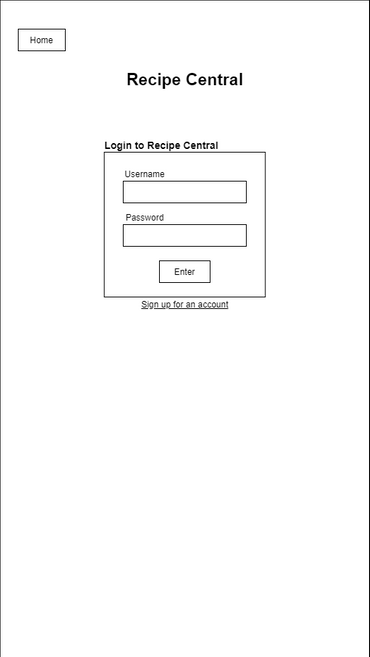 Home
Recipe Central
Login to Recipe Central
Username
Password
Enter
Sign up for an account